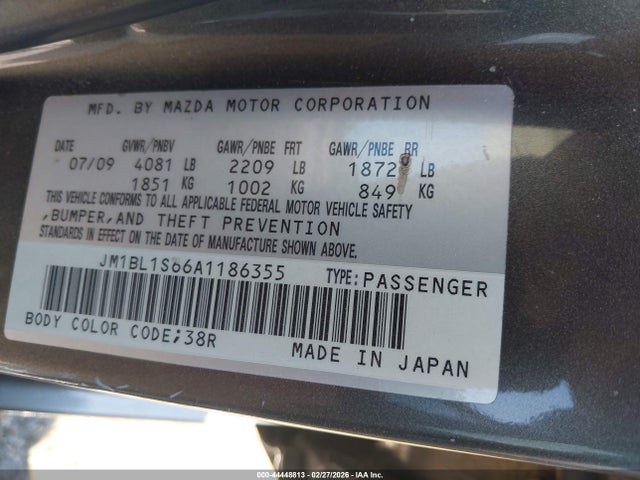 MFD. BY MAZDA MOTOR CORPORATION
DATE GVWR/PNBV GAWR/PNBE FRT GAWR/PNBE RR
07/09 4081 LB 2209 LB 1872 LB
1851 KG 1002 KG 849 KG
THIS VEHICLE CONFORMS TO ALL APPLICABLE FEDERAL MOTOR VEHICLE SAFETY
,BUMPER,AND THEFT PREVENTION
STANDARDS IN EFFECT ON THE DATE OF MANUFACTURE SHOWN ABOVE.
JM1BL1S66A1186355 TYPE:PASSENGER
BODY COLOR CODE;38R
MADE IN JAPAN
000-44448813 - 02/27/2026 - IAA Inc.